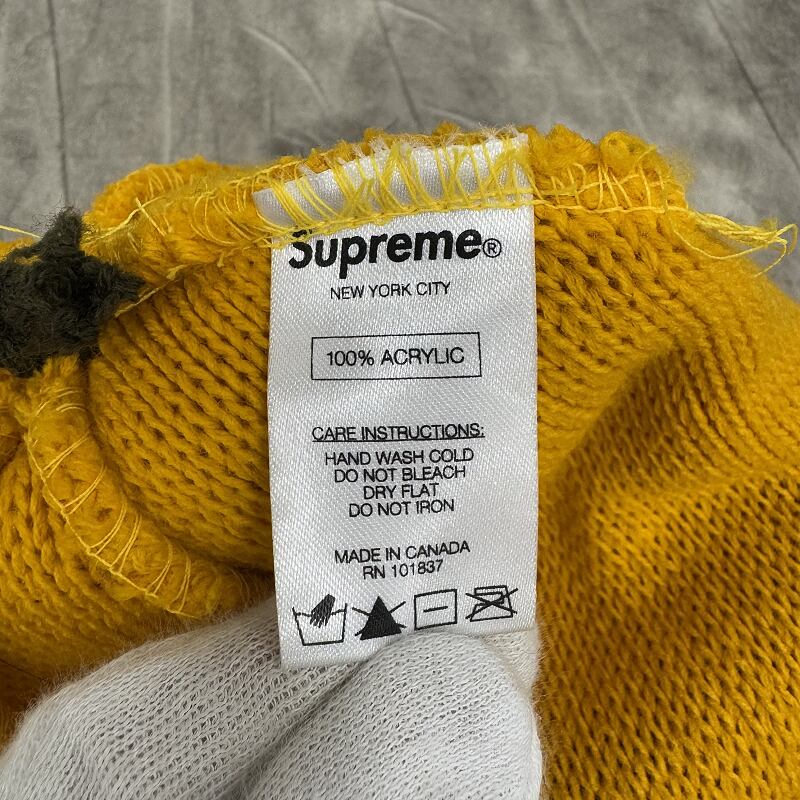 Supreme®
NEW YORK CITY
100% ACRYLIC
CARE INSTRUCTIONS:
HAND WASH COLD
DO NOT BLEACH
DRY FLAT
DO NOT IRON
MADE IN CANADA
RN 101837